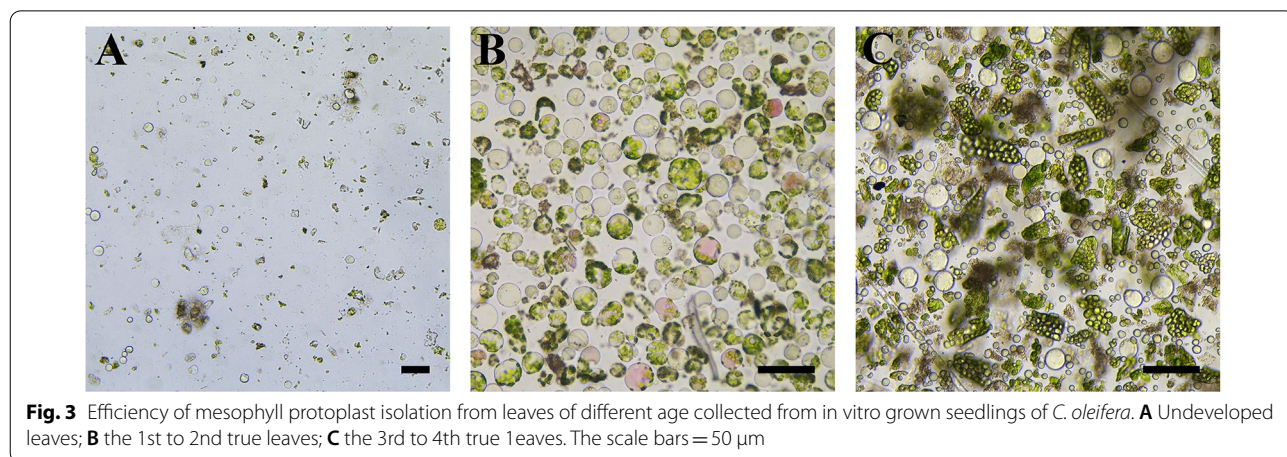 A
B
C
Fig. 3 Efficiency of mesophyll protoplast isolation from leaves of different age collected from in vitro grown seedlings of C. oleifera. A Undeveloped
leaves; B the 1st to 2nd true leaves; C the 3rd to 4th true 1eaves. The scale bars = 50 μm